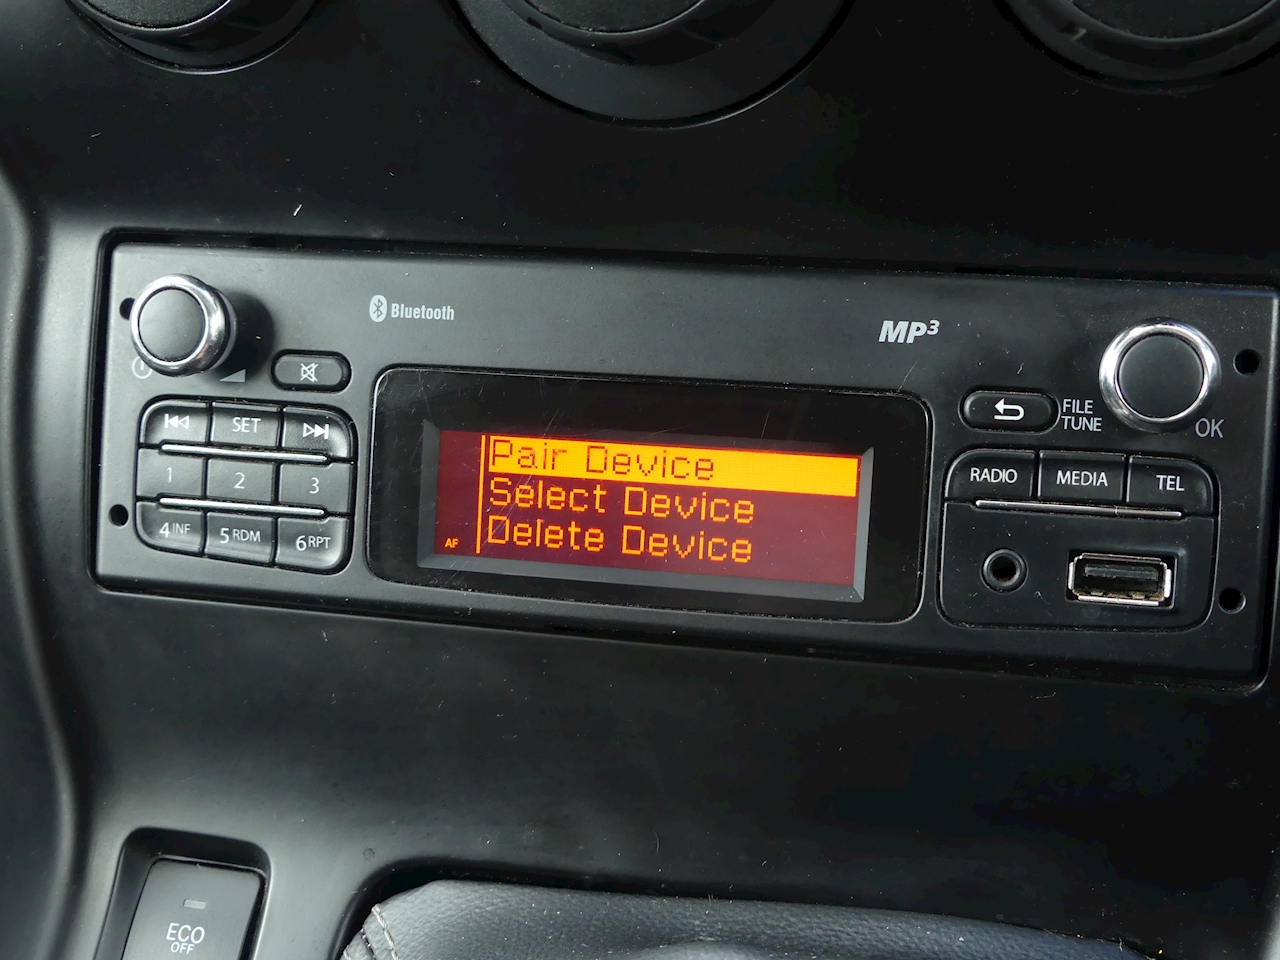 Bluetooth
MP3
SET
1
2
3
4 INF
5 RDM
6 RPT
Pair Device
Select Device
Delete Device
AF
FILE
TUNE
OK
RADIO
MEDIA
TEL
ECO
OFF